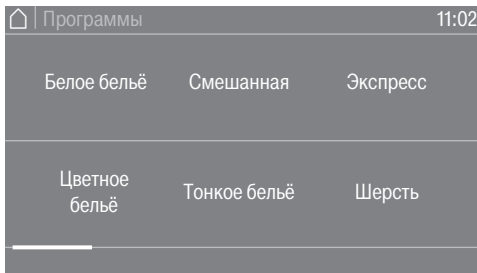 Программы 11:02
Белое бельё Смешанная Экспресс
Цветное
бельё Тонкое бельё Шерсть